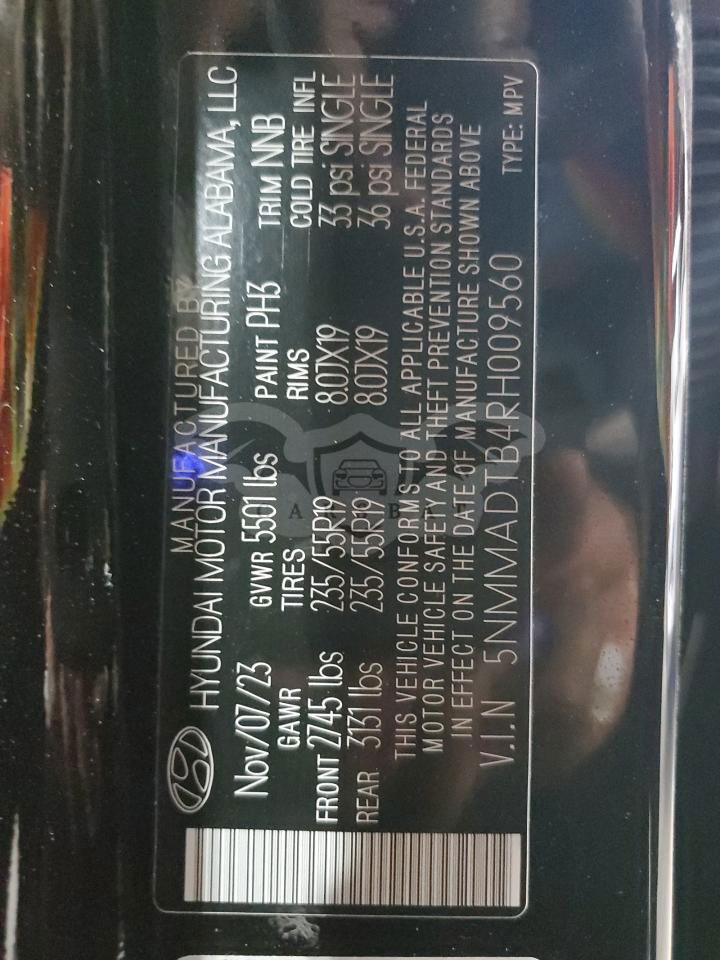 MANUFACTURED BY
HYUNDAI MOTOR MANUFACTURING ALABAMA, LLC
Nov/07/23 GVWR 5501 lbs PAINT PH3 TRIM NNB
GAWR TIRES RIMS COLD TIRE INFL
FRONT 2745 lbs 235/55R19 8.0JX19 33 psi SINGLE
REAR 3131 lbs 235/55R19 8.0JX19 36 psi SINGLE
THIS VEHICLE CONFORMS TO ALL APPLICABLE U.S.A. FEDERAL
MOTOR VEHICLE SAFETY AND THEFT PREVENTION STANDARDS
IN EFFECT ON THE DATE OF MANUFACTURE SHOWN ABOVE
V.I.N 5NMMADTB4RH009560 TYPE: MPV